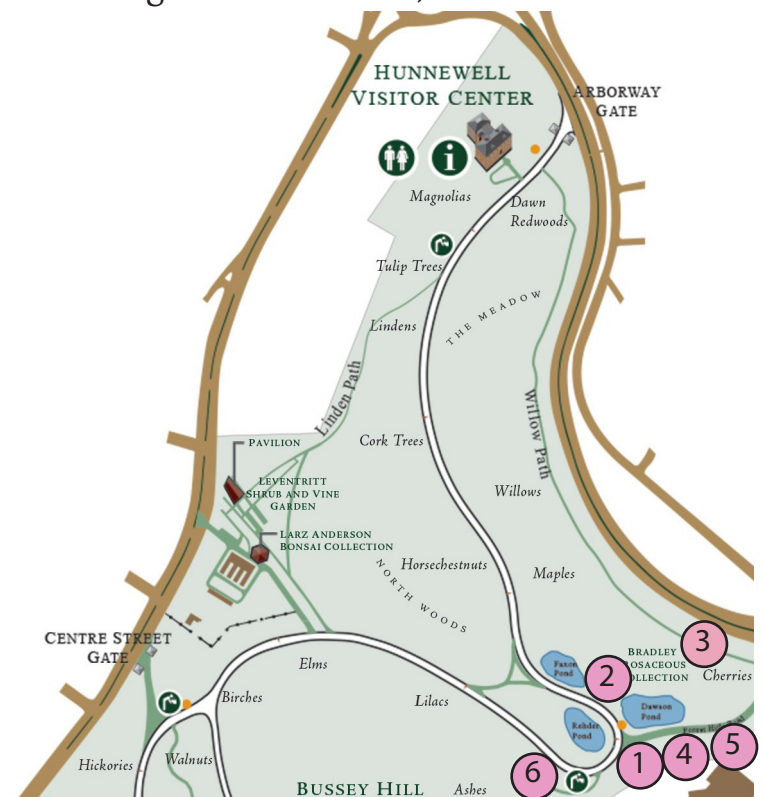 HUNNEWELL
VISITOR CENTER
ARBORWAY
GATE
i
Magnolias
Dawn
Redwoods
Tulip Trees
THE MEADOW
Lindens
Linden Path
Willow Path
Cork Trees
PAVILION
LEVENTRITT
SHRUB AND VINE
GARDEN
Willows
LARZ ANDERSON
BONSAI COLLECTION
Horsechestnuts
NORTH WOODS
Maples
CENTRE STREET
GATE
BRADLEY
OSACEOUS
OLLECTION
3
Cherries
Elms
Faxon
Pond
2
Birches
Lilacs
Dawson
Pond
Rehder
Pond
Hickories
Walnuts
1
4
5
6
BUSSEY HILL
Ashes